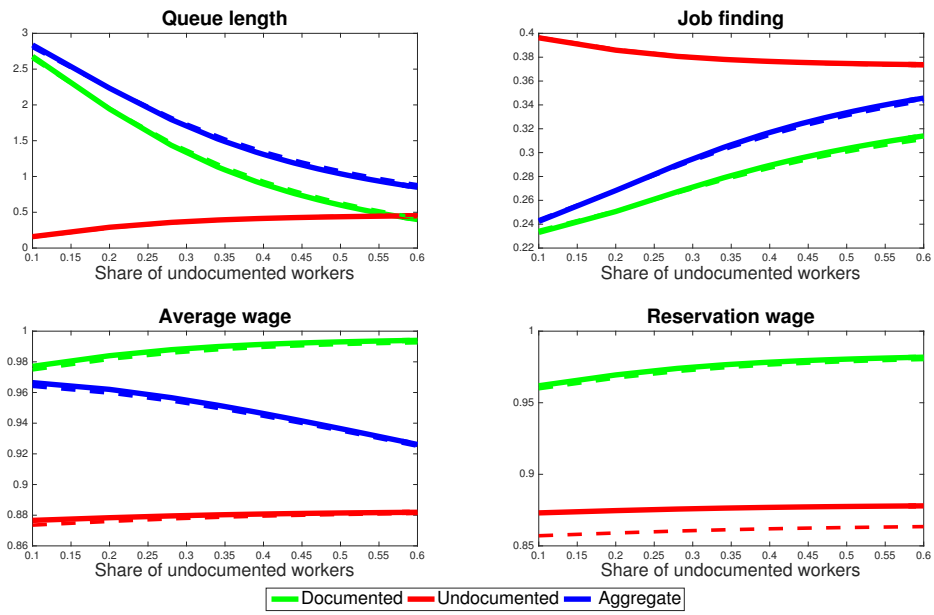 Queue length
3
2.5
2
1.5
1
0.5
0
0.1 0.15 0.2 0.25 0.3 0.35 0.4 0.45 0.5 0.55 0.6
Share of undocumented workers
Job finding
0.4
0.38
0.36
0.34
0.32
0.3
0.28
0.26
0.24
0.22
0.1 0.15 0.2 0.25 0.3 0.35 0.4 0.45 0.5 0.55 0.6
Share of undocumented workers
Average wage
1
0.98
0.96
0.94
0.92
0.9
0.88
0.86
0.1 0.15 0.2 0.25 0.3 0.35 0.4 0.45 0.5 0.55 0.6
Share of undocumented workers
Reservation wage
1
0.95
0.9
0.85
0.1 0.15 0.2 0.25 0.3 0.35 0.4 0.45 0.5 0.55 0.6
Share of undocumented workers
Documented Undocumented Aggregate